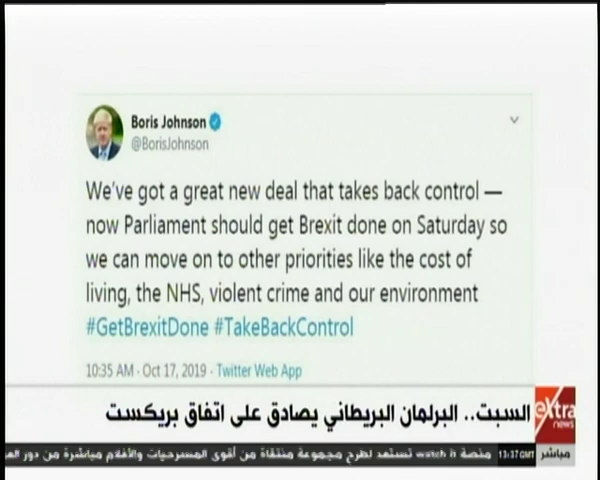 Boris Johnson
@BorisJohnson
We've got a great new deal that takes back control —
now Parliament should get Brexit done on Saturday so
we can move on to other priorities like the cost of
living, the NHS, violent crime and our environment
#GetBrexitDone #TakeBackControl
10:35 AM · Oct 17, 2019 · Twitter Web App
السبت.. البرلمان البريطاني يصادق على اتفاق بريكست
eXtra
news
منصة watch it تستعد لطرح مجموعة منتقاة من أقوى المسرحيات والأفلام مباشرة من دور
11:37GMT
مباشر